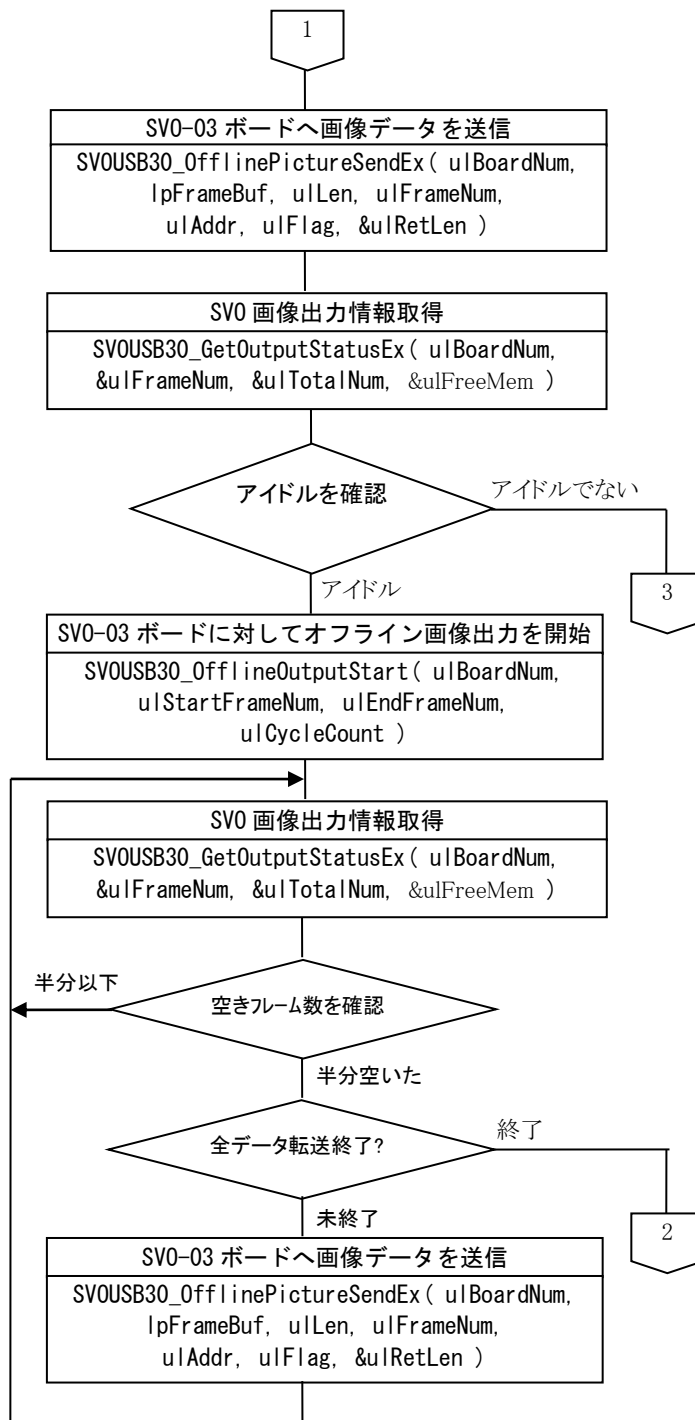 1
SVO-03 ボードへ画像データを送信
SVOUSB30_OfflinePictureSendEx( ulBoardNum,
lpFrameBuf, ulLen, ulFrameNum,
ulAddr, ulFlag, &ulRetLen )
SVO 画像出力情報取得
SVOUSB30_GetOutputStatusEx( ulBoardNum,
&ulFrameNum, &ulTotalNum, &ulFreeMem )
アイドルを確認
アイドルでない
3
アイドル
SVO-03 ボードに対してオフライン画像出力を開始
SVOUSB30_OfflineOutputStart( ulBoardNum,
ulStartFrameNum, ulEndFrameNum,
ulCycleCount )
SVO 画像出力情報取得
SVOUSB30_GetOutputStatusEx( ulBoardNum,
&ulFrameNum, &ulTotalNum, &ulFreeMem )
半分以下
空きフレーム数を確認
半分空いた
全データ転送終了?
終了
2
未終了
SVO-03 ボードへ画像データを送信
SVOUSB30_OfflinePictureSendEx( ulBoardNum,
lpFrameBuf, ulLen, ulFrameNum,
ulAddr, ulFlag, &ulRetLen )